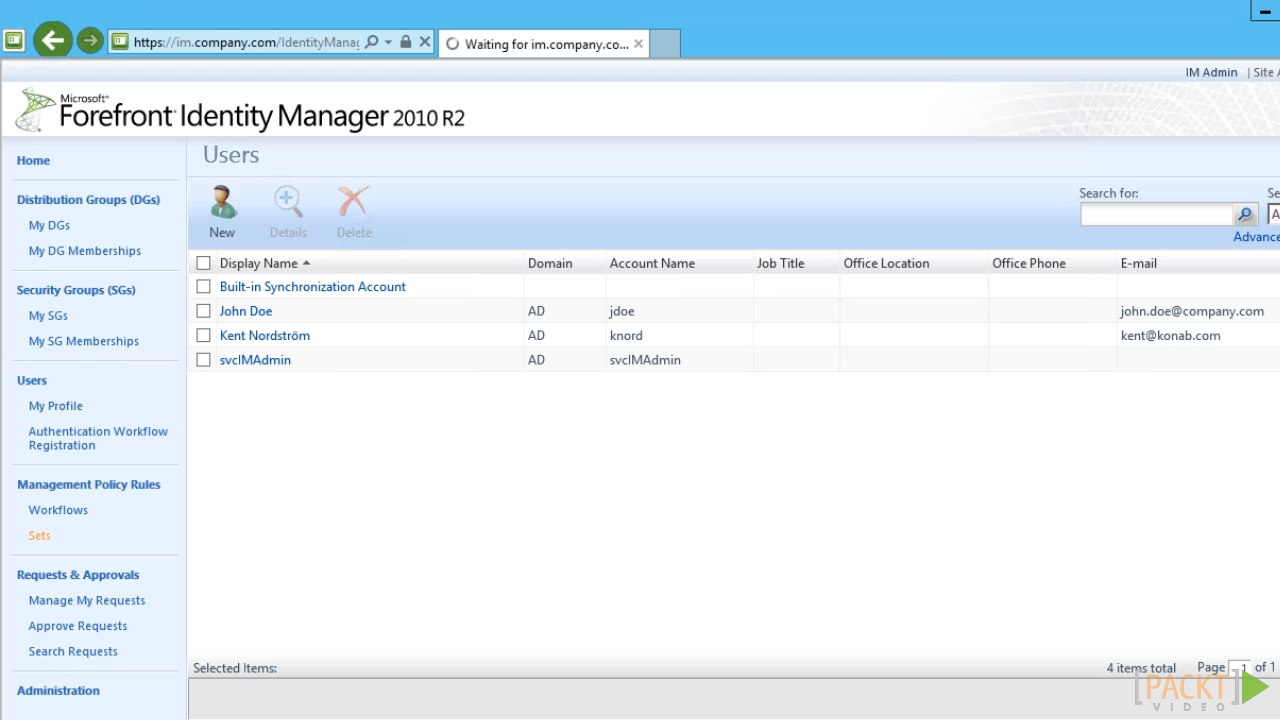 https://im.company.com/IdentityManag
Waiting for im.company.co...
IM Admin | Site A
Microsoft®
Forefront® Identity Manager 2010 R2
Home
Distribution Groups (DGs)
My DGs
My DG Memberships
Security Groups (SGs)
My SGs
My SG Memberships
Users
My Profile
Authentication Workflow
Registration
Management Policy Rules
Workflows
Sets
Requests & Approvals
Manage My Requests
Approve Requests
Search Requests
Administration
Users
New Details Delete
Search for: Se
A
Advance
Display Name Domain Account Name Job Title Office Location Office Phone E-mail
Built-in Synchronization Account
John Doe AD jdoe john.doe@company.com
Kent Nordström AD knord kent@konab.com
svcIMAdmin AD svcIMAdmin
Selected Items: 4 items total Page 1 of 1
[PACKT]
VIDEO